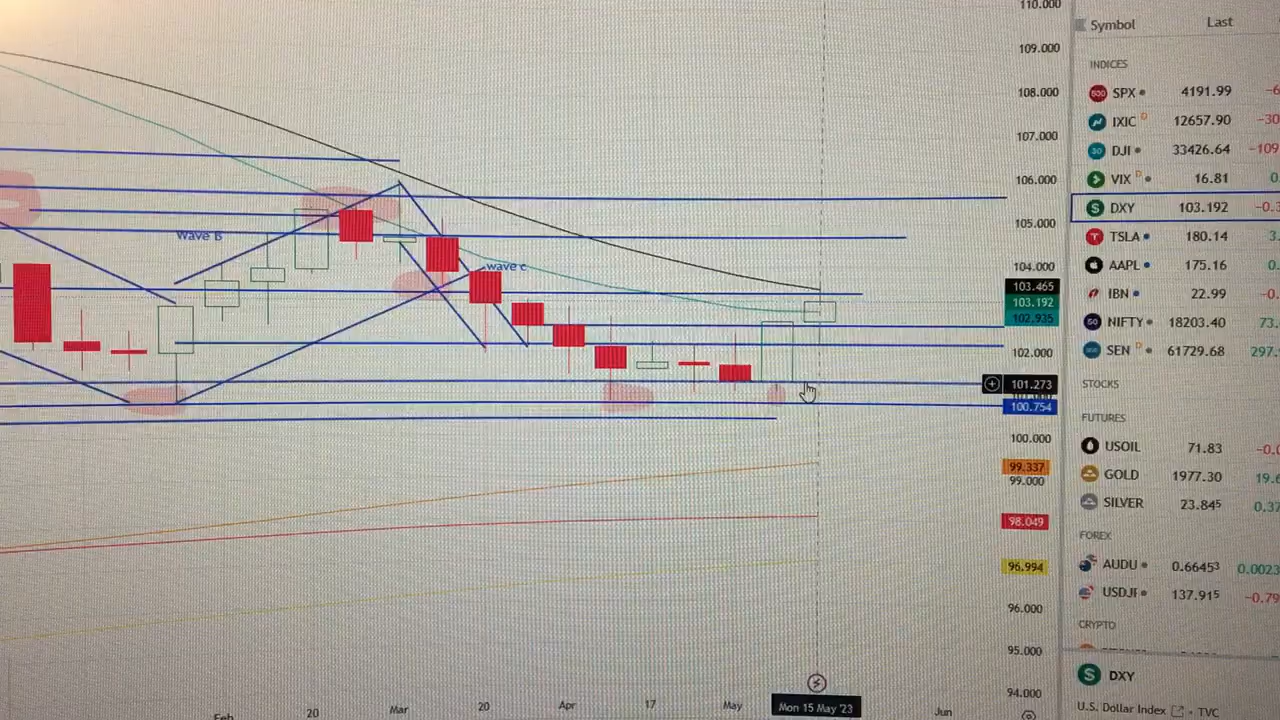 110.000
Symbol Last
109.000
INDICES
108.000
SPX 4191.99
IXIC D 12657.90
107.000
DJI 33426.64 -109
106.000
VIX D 16.81
DXY 103.192
105.000
Wave B
TSLA 180.14
104.000
wave c
AAPL 175.16
103.465
IBN 22.99
103.192
102.935
NIFTY 18203.40
102.000
SEN D 61729.68
101.273
STOCKS
100.754
FUTURES
100.000
USOIL 71.83
99.337
99.000
GOLD 1977.30
98.049
SILVER 23.845
FOREX
96.994
AUDU 0.66453 0.0023
USDJF 137.915
96.000
CRYPTO
95.000
DXY
94.000
20 Mar 20 Apr 17 May Mon 15 May '23 Jun
U.S. Dollar Index TVC